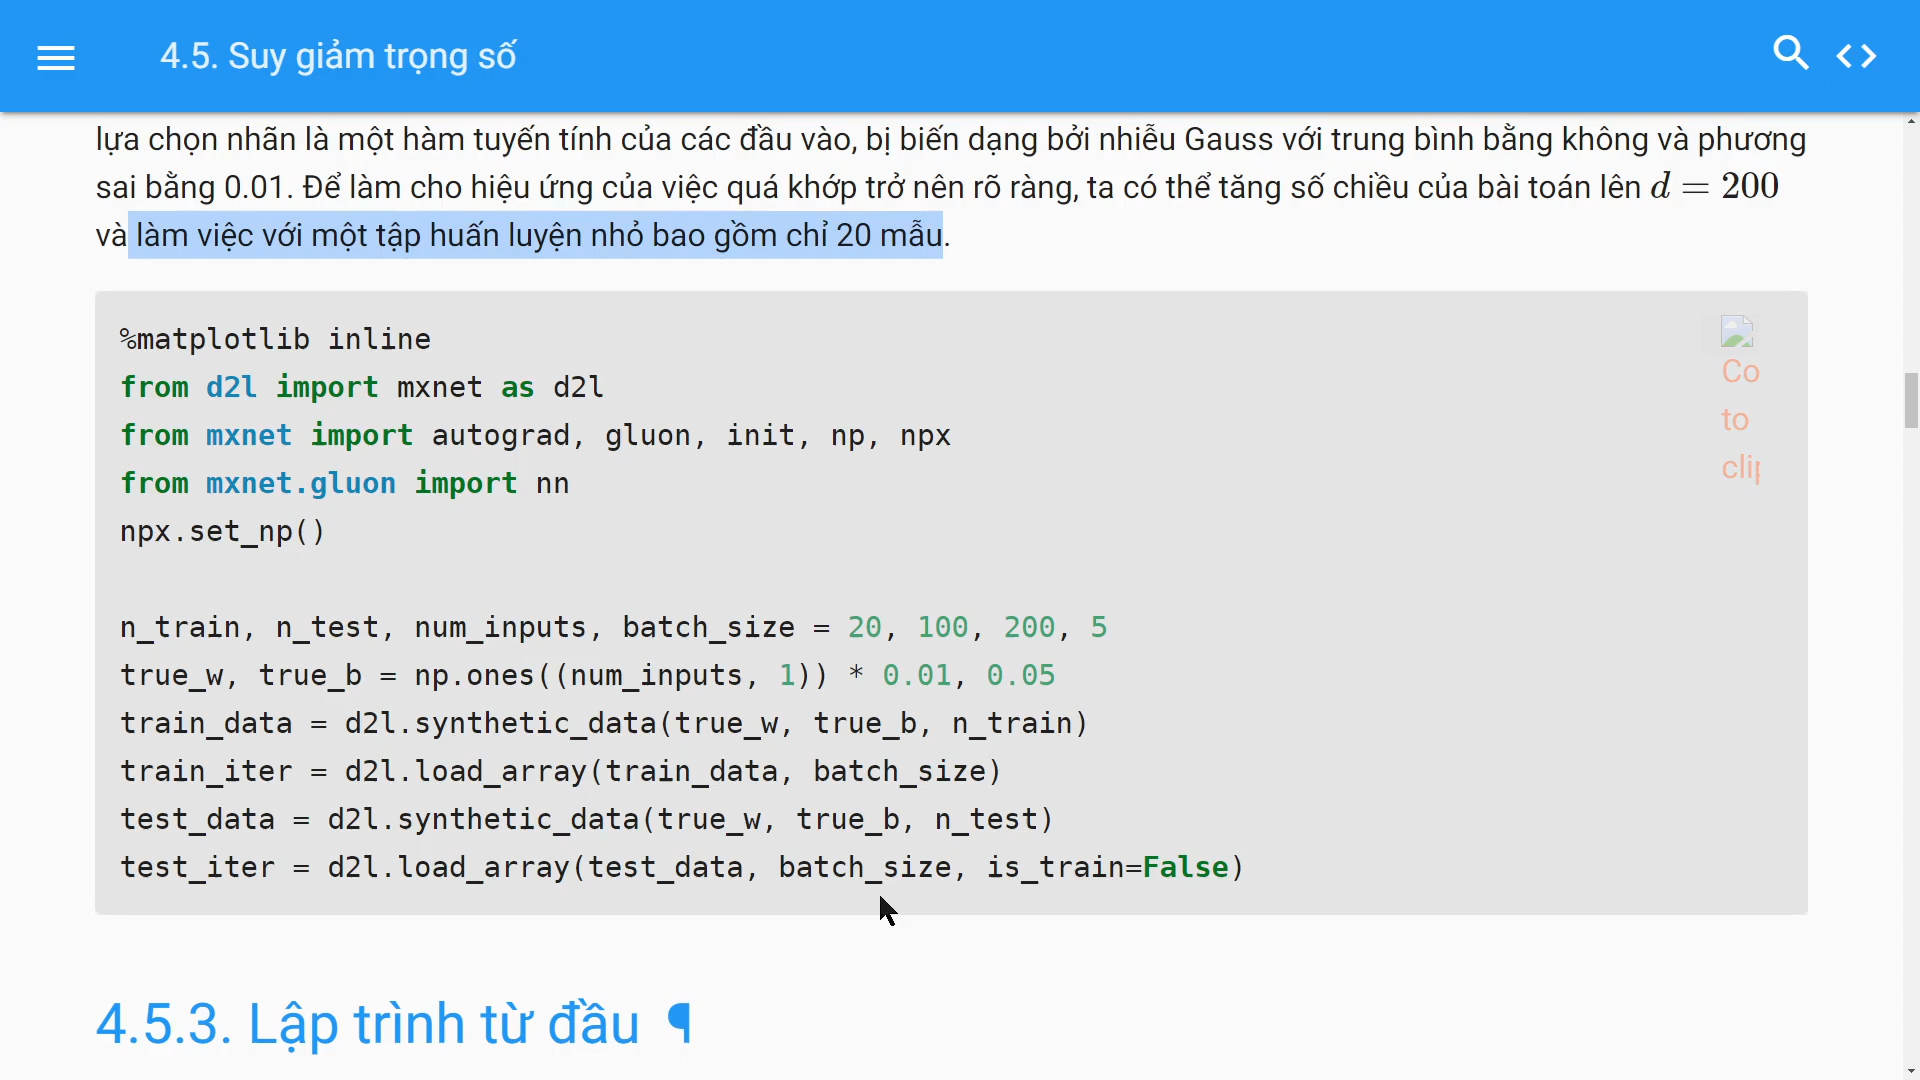 4.5. Suy giảm trọng số
lựa chọn nhãn là một hàm tuyến tính của các đầu vào, bị biến dạng bởi nhiễu Gauss với trung bình bằng không và phương
sai bằng 0.01. Để làm cho hiệu ứng của việc quá khớp trở nên rõ ràng, ta có thể tăng số chiều của bài toán lên d = 200
và làm việc với một tập huấn luyện nhỏ bao gồm chỉ 20 mẫu.
%matplotlib inline
from d2l import mxnet as d2l
from mxnet import autograd, gluon, init, np, npx
from mxnet.gluon import nn
npx.set_np()
n_train, n_test, num_inputs, batch_size = 20, 100, 200, 5
true_w, true_b = np.ones((num_inputs, 1)) * 0.01, 0.05
train_data = d2l.synthetic_data(true_w, true_b, n_train)
train_iter = d2l.load_array(train_data, batch_size)
test_data = d2l.synthetic_data(true_w, true_b, n_test)
test_iter = d2l.load_array(test_data, batch_size, is_train=False)
Co
to
clip
4.5.3. Lập trình từ đầu ¶